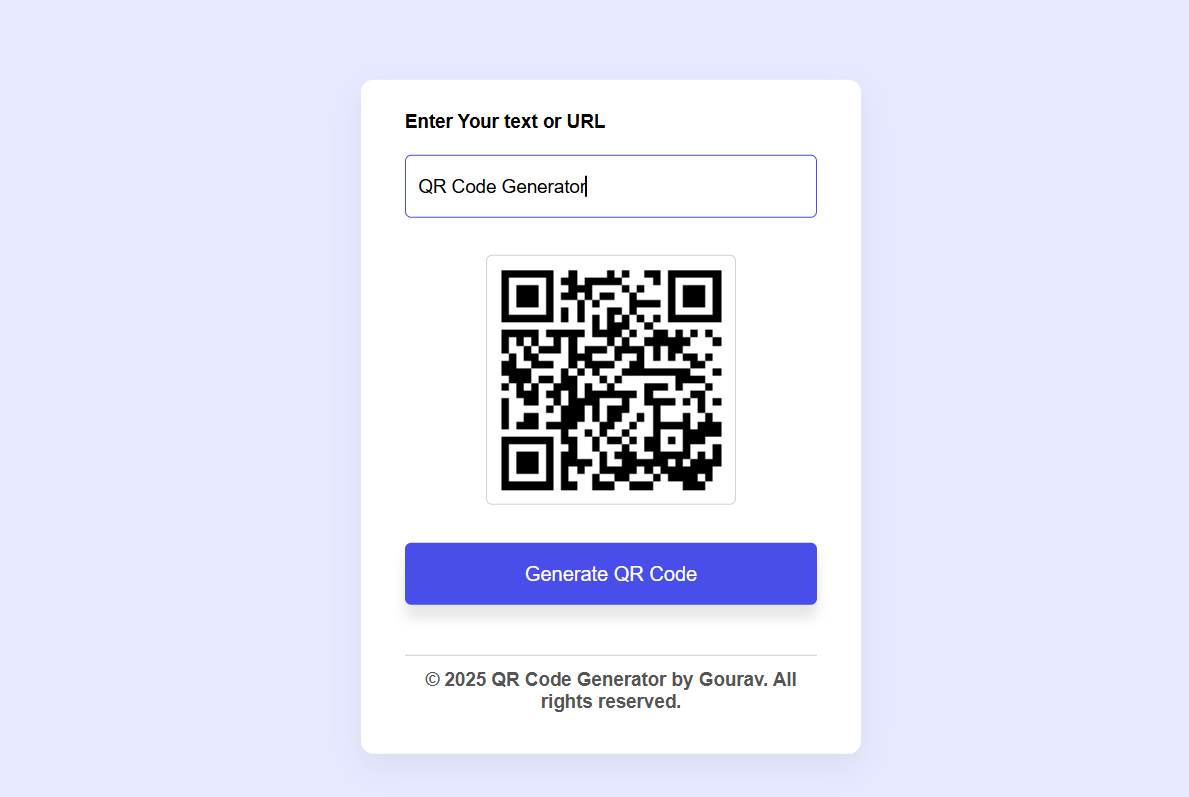 Enter Your text or URL
QR Code Generator
Generate QR Code
© 2025 QR Code Generator by Gourav. All
rights reserved.